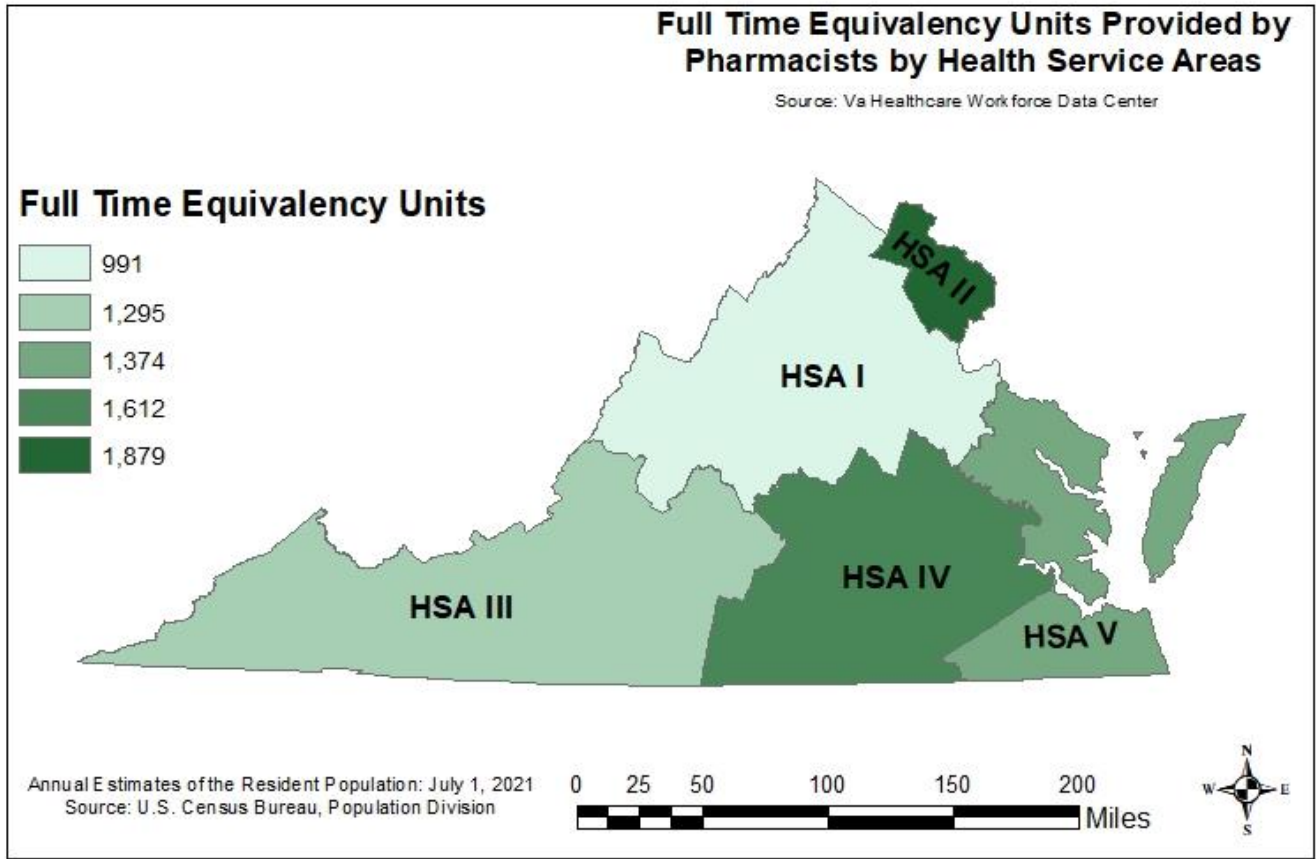 Full Time Equivalency Units Provided by
Pharmacists by Health Service Areas
Source: Va Healthcare Workforce Data Center
Full Time Equivalency Units
991
1,295
1,374
1,612
1,879
HSA II
HSA I
HSA III
HSA IV
HSA V
Annual Estimates of the Resident Population: July 1, 2021
Source: U.S. Census Bureau, Population Division
0 25 50 100 150 200
Miles
N
W E
S